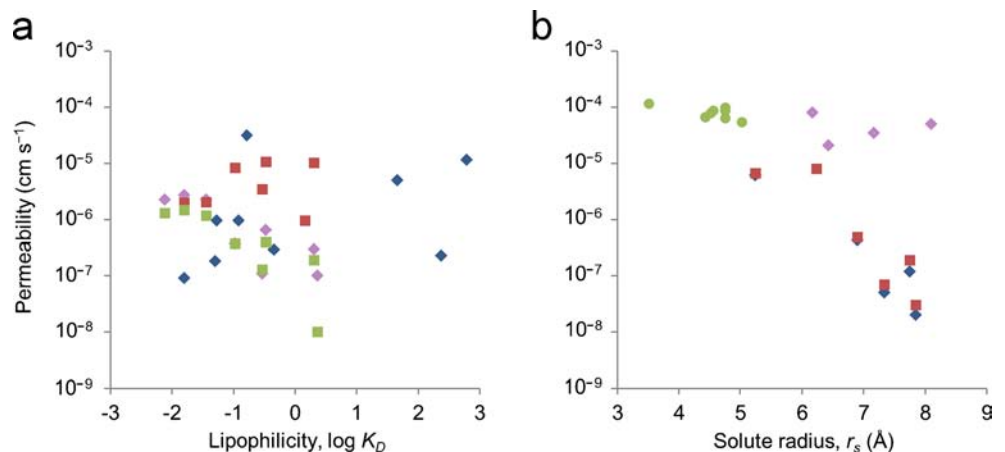 a
b
Permeability (cm s⁻¹)
10⁻³
10⁻⁴
10⁻⁵
10⁻⁶
10⁻⁷
10⁻⁸
10⁻⁹
-3 -2 -1 0 1 2 3
Lipophilicity, log K_D
10⁻³
10⁻⁴
10⁻⁵
10⁻⁶
10⁻⁷
10⁻⁸
10⁻⁹
3 4 5 6 7 8 9
Solute radius, r_s (Å)